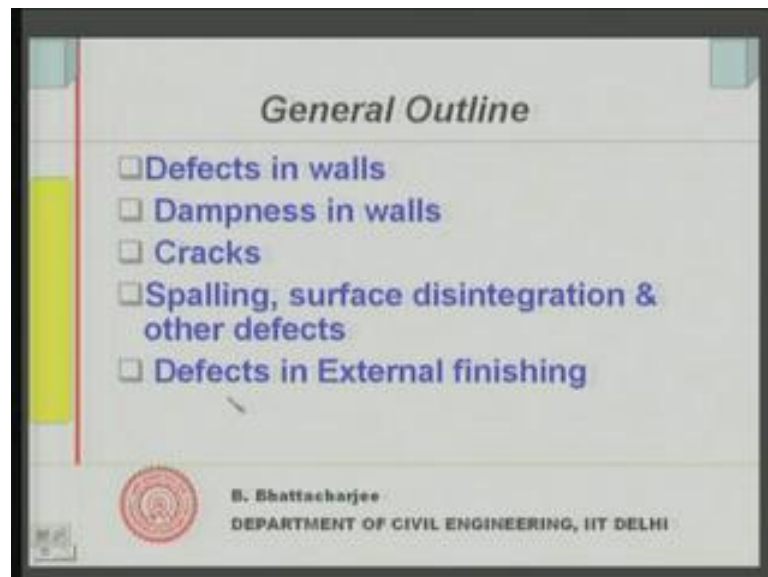 General Outline
Defects in walls
Dampness in walls
Cracks
Spalling, surface disintegration &
other defects
Defects in External finishing
B. Bhattacharjee
DEPARTMENT OF CIVIL ENGINEERING, IIT DELHI